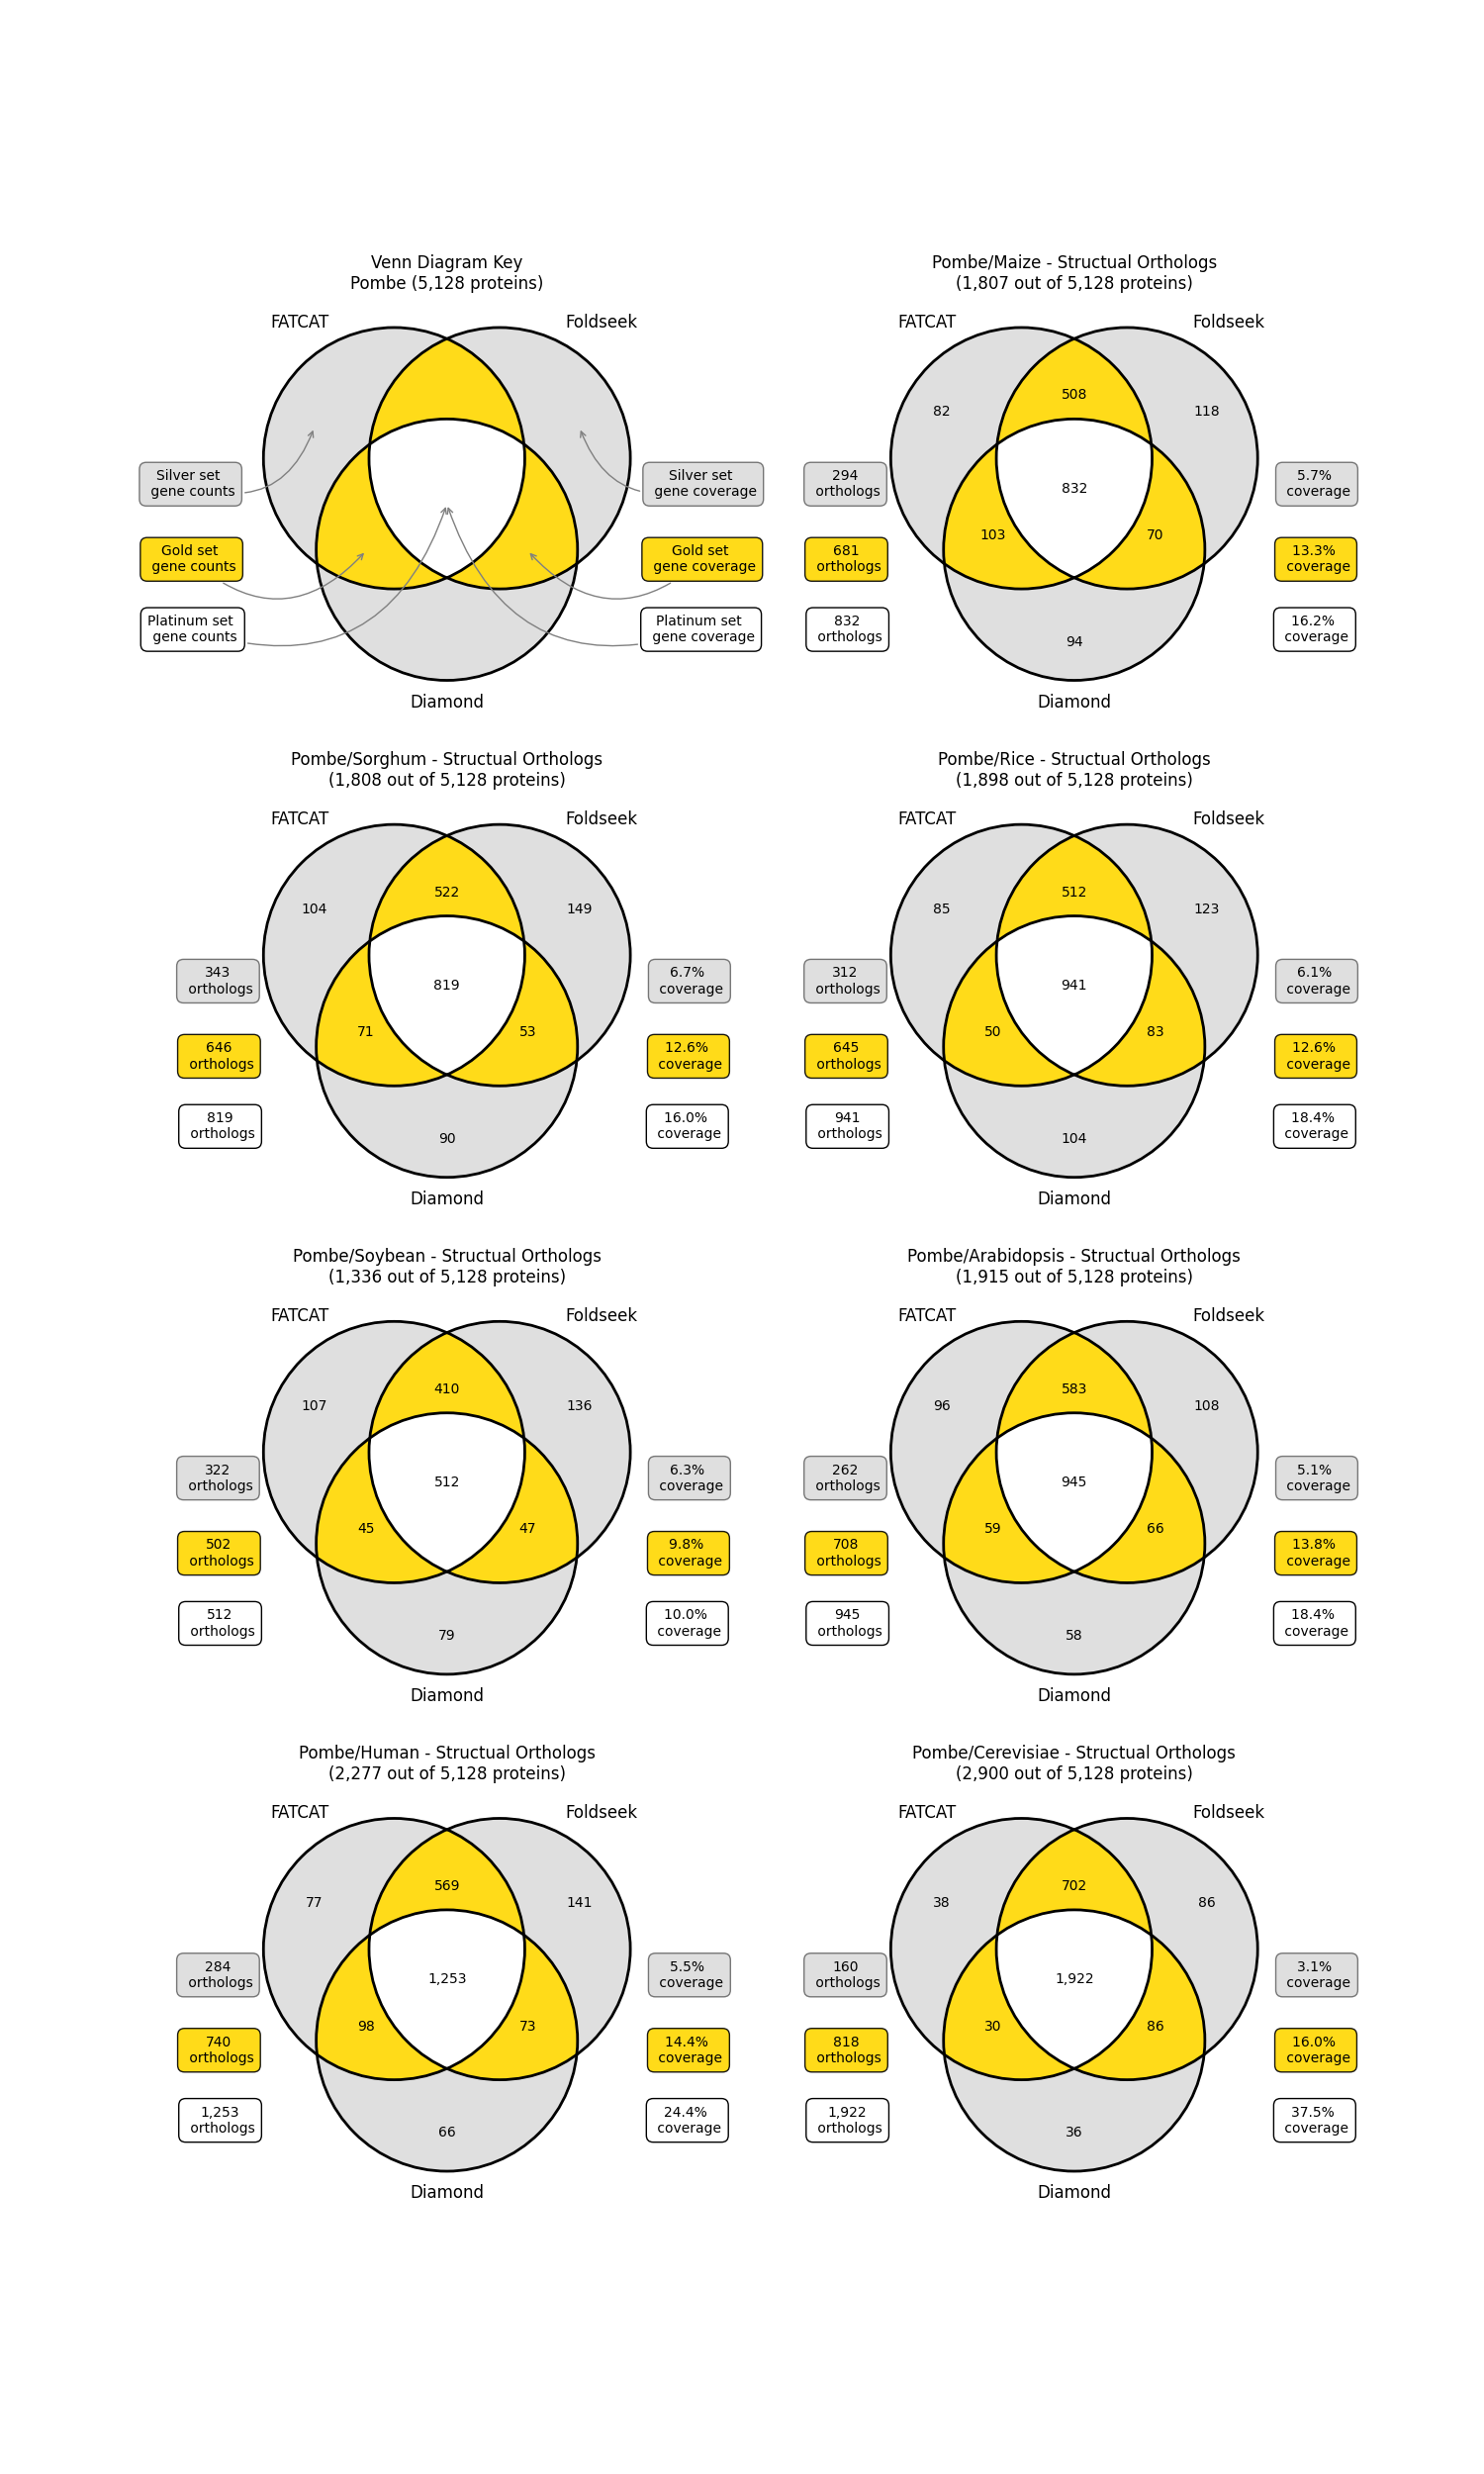 Venn Diagram Key
Pombe (5,128 proteins)
FATCAT
Foldseek
Silver set
gene counts
Silver set
gene coverage
Gold set
gene counts
Gold set
gene coverage
Platinum set
gene counts
Platinum set
gene coverage
Diamond
Pombe/Maize - Structual Orthologs
(1,807 out of 5,128 proteins)
FATCAT
Foldseek
508
82
118
294
orthologs
832
5.7%
coverage
103
70
681
orthologs
13.3%
coverage
832
orthologs
16.2%
coverage
94
Diamond
Pombe/Sorghum - Structual Orthologs
(1,808 out of 5,128 proteins)
FATCAT
Foldseek
522
104
149
343
orthologs
819
6.7%
coverage
71
53
646
orthologs
12.6%
coverage
819
orthologs
16.0%
coverage
90
Diamond
Pombe/Rice - Structual Orthologs
(1,898 out of 5,128 proteins)
FATCAT
Foldseek
512
85
123
312
orthologs
941
6.1%
coverage
50
83
645
orthologs
12.6%
coverage
941
orthologs
18.4%
coverage
104
Diamond
Pombe/Soybean - Structual Orthologs
(1,336 out of 5,128 proteins)
FATCAT
Foldseek
410
107
136
322
orthologs
512
6.3%
coverage
45
47
502
orthologs
9.8%
coverage
512
orthologs
10.0%
coverage
79
Diamond
Pombe/Arabidopsis - Structual Orthologs
(1,915 out of 5,128 proteins)
FATCAT
Foldseek
583
96
108
262
orthologs
945
5.1%
coverage
59
66
708
orthologs
13.8%
coverage
945
orthologs
18.4%
coverage
58
Diamond
Pombe/Human - Structual Orthologs
(2,277 out of 5,128 proteins)
FATCAT
Foldseek
569
77
141
284
orthologs
1,253
5.5%
coverage
98
73
740
orthologs
14.4%
coverage
1,253
orthologs
24.4%
coverage
66
Diamond
Pombe/Cerevisiae - Structual Orthologs
(2,900 out of 5,128 proteins)
FATCAT
Foldseek
702
38
86
160
orthologs
1,922
3.1%
coverage
30
86
818
orthologs
16.0%
coverage
1,922
orthologs
37.5%
coverage
36
Diamond